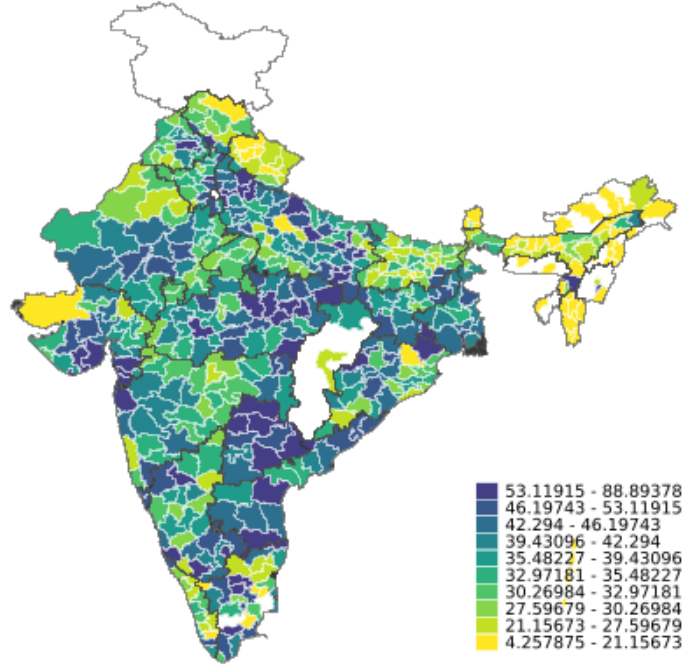 53.11915 - 88.89378
46.19743 - 53.11915
42.294 - 46.19743
39.43096 - 42.294
35.48227 - 39.43096
32.97181 - 35.48227
30.26984 - 32.97181
27.59679 - 30.26984
21.15673 - 27.59679
4.257875 - 21.15673